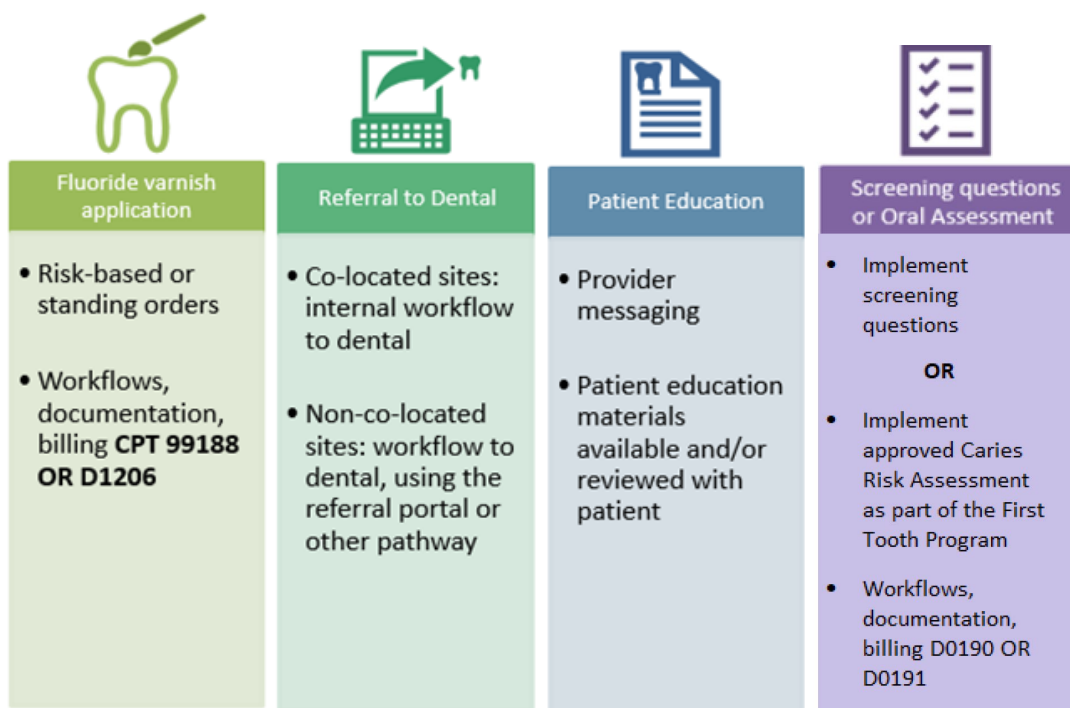 Fluoride varnish
application
• Risk-based or
standing orders
• Workflows,
documentation,
billing CPT 99188
OR D1206
Referral to Dental
• Co-located sites:
internal workflow
to dental
• Non-co-located
sites: workflow to
dental, using the
referral portal or
other pathway
Patient Education
• Provider
messaging
• Patient education
materials
available and/or
reviewed with
patient
Screening questions
or Oral Assessment
• Implement
screening
questions
OR
• Implement
approved Caries
Risk Assessment
as part of the First
Tooth Program
• Workflows,
documentation,
billing D0190 OR
D0191